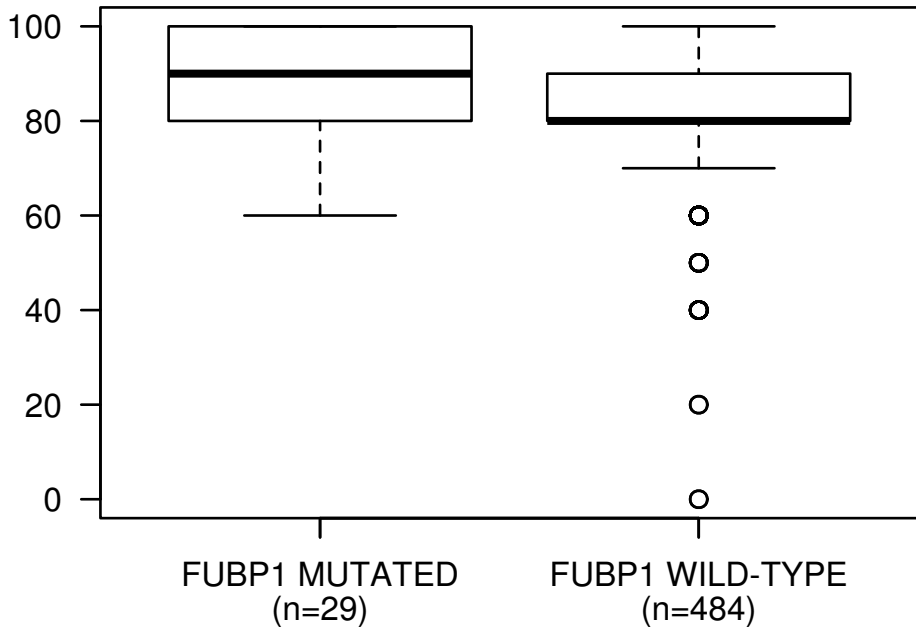 100
80
60
40
20
0
FUBP1 MUTATED
(n=29)
FUBP1 WILD-TYPE
(n=484)